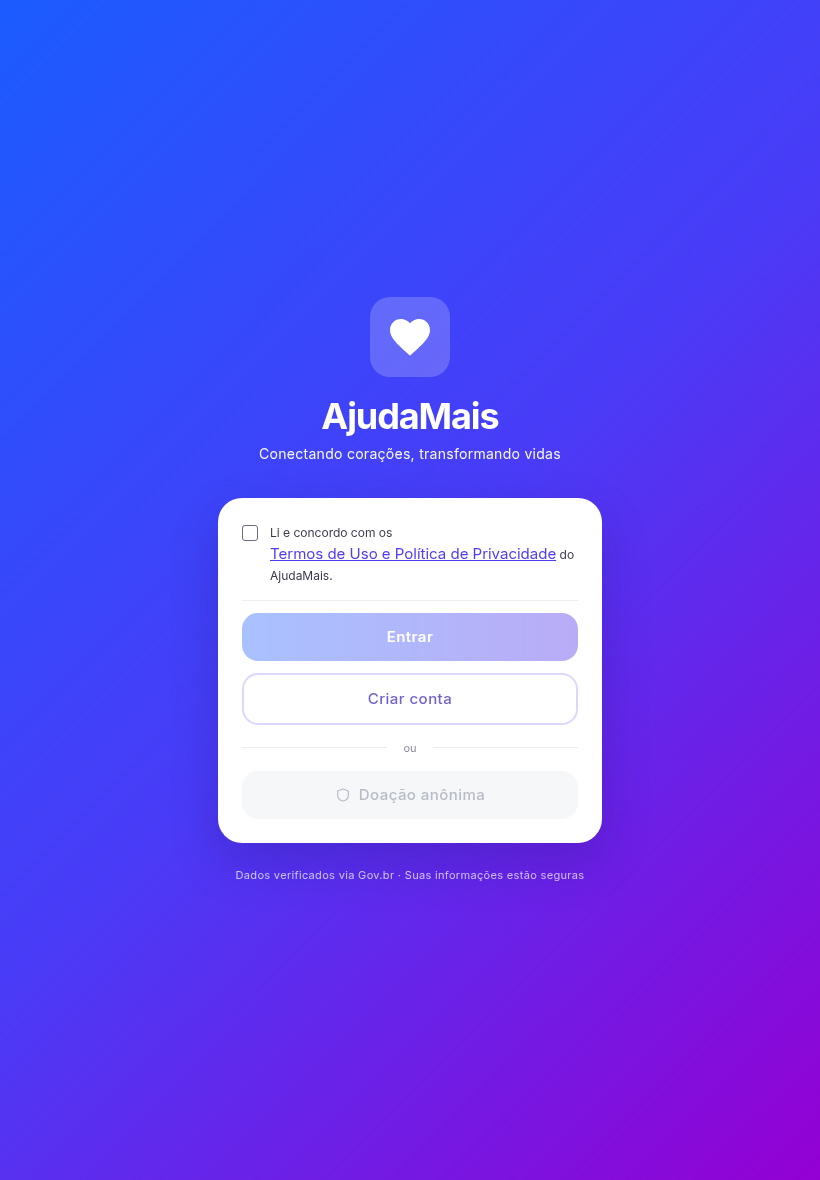 AjudaMais
Conectando corações, transformando vidas
Li e concordo com os
Termos de Uso e Política de Privacidade do
AjudaMais.
Entrar
Criar conta
ou
Doação anônima
Dados verificados via Gov.br · Suas informações estão seguras